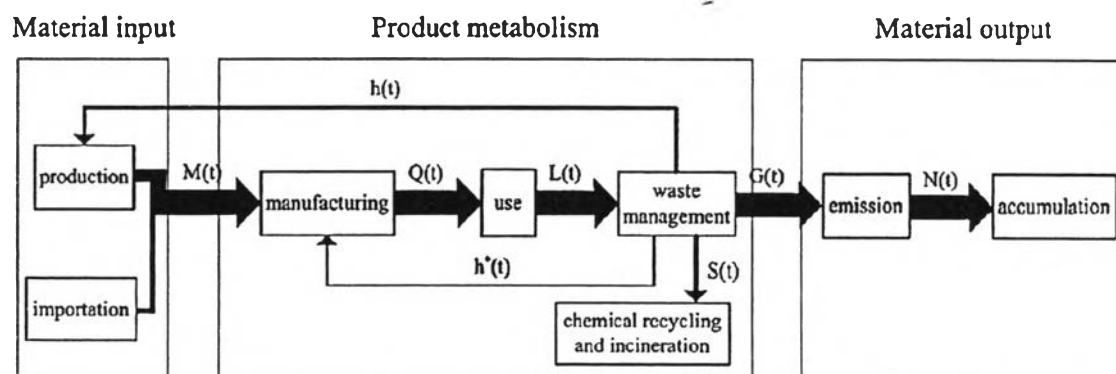 Material input
Product metabolism
Material output
h(t)
production
M(t)
manufacturing
Q(t)
use
L(t)
waste
management
G(t)
emission
N(t)
accumulation
importation
h*(t)
S(t)
chemical recycling
and incineration